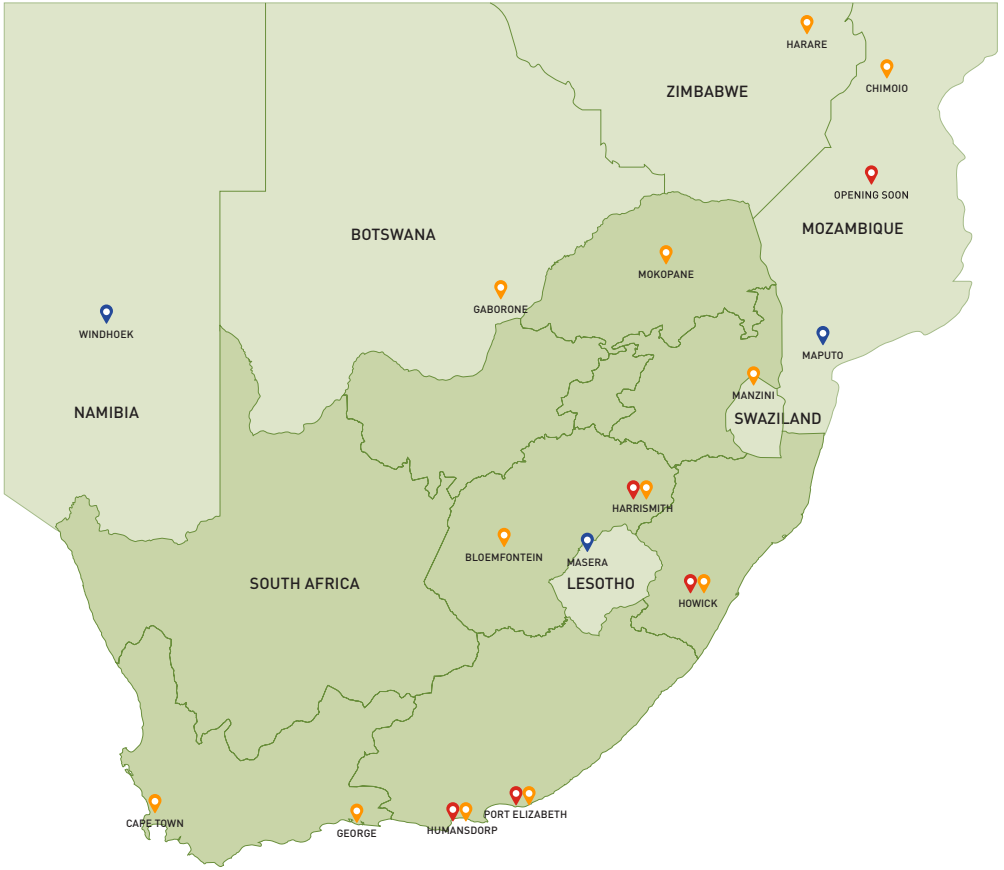 HARARE
ZIMBABWE
CHIMOIO
OPENING SOON
MOZAMBIQUE
BOTSWANA
MOKOPANE
GABORONE
WINDHOEK
MAPUTO
MANZINI
NAMIBIA
SWAZILAND
HARRISMITH
BLOEMFONTEIN
MASERA
SOUTH AFRICA
LESOTHO
HOWICK
CAPE TOWN
GEORGE
HUMANSDORP
PORT ELIZABETH